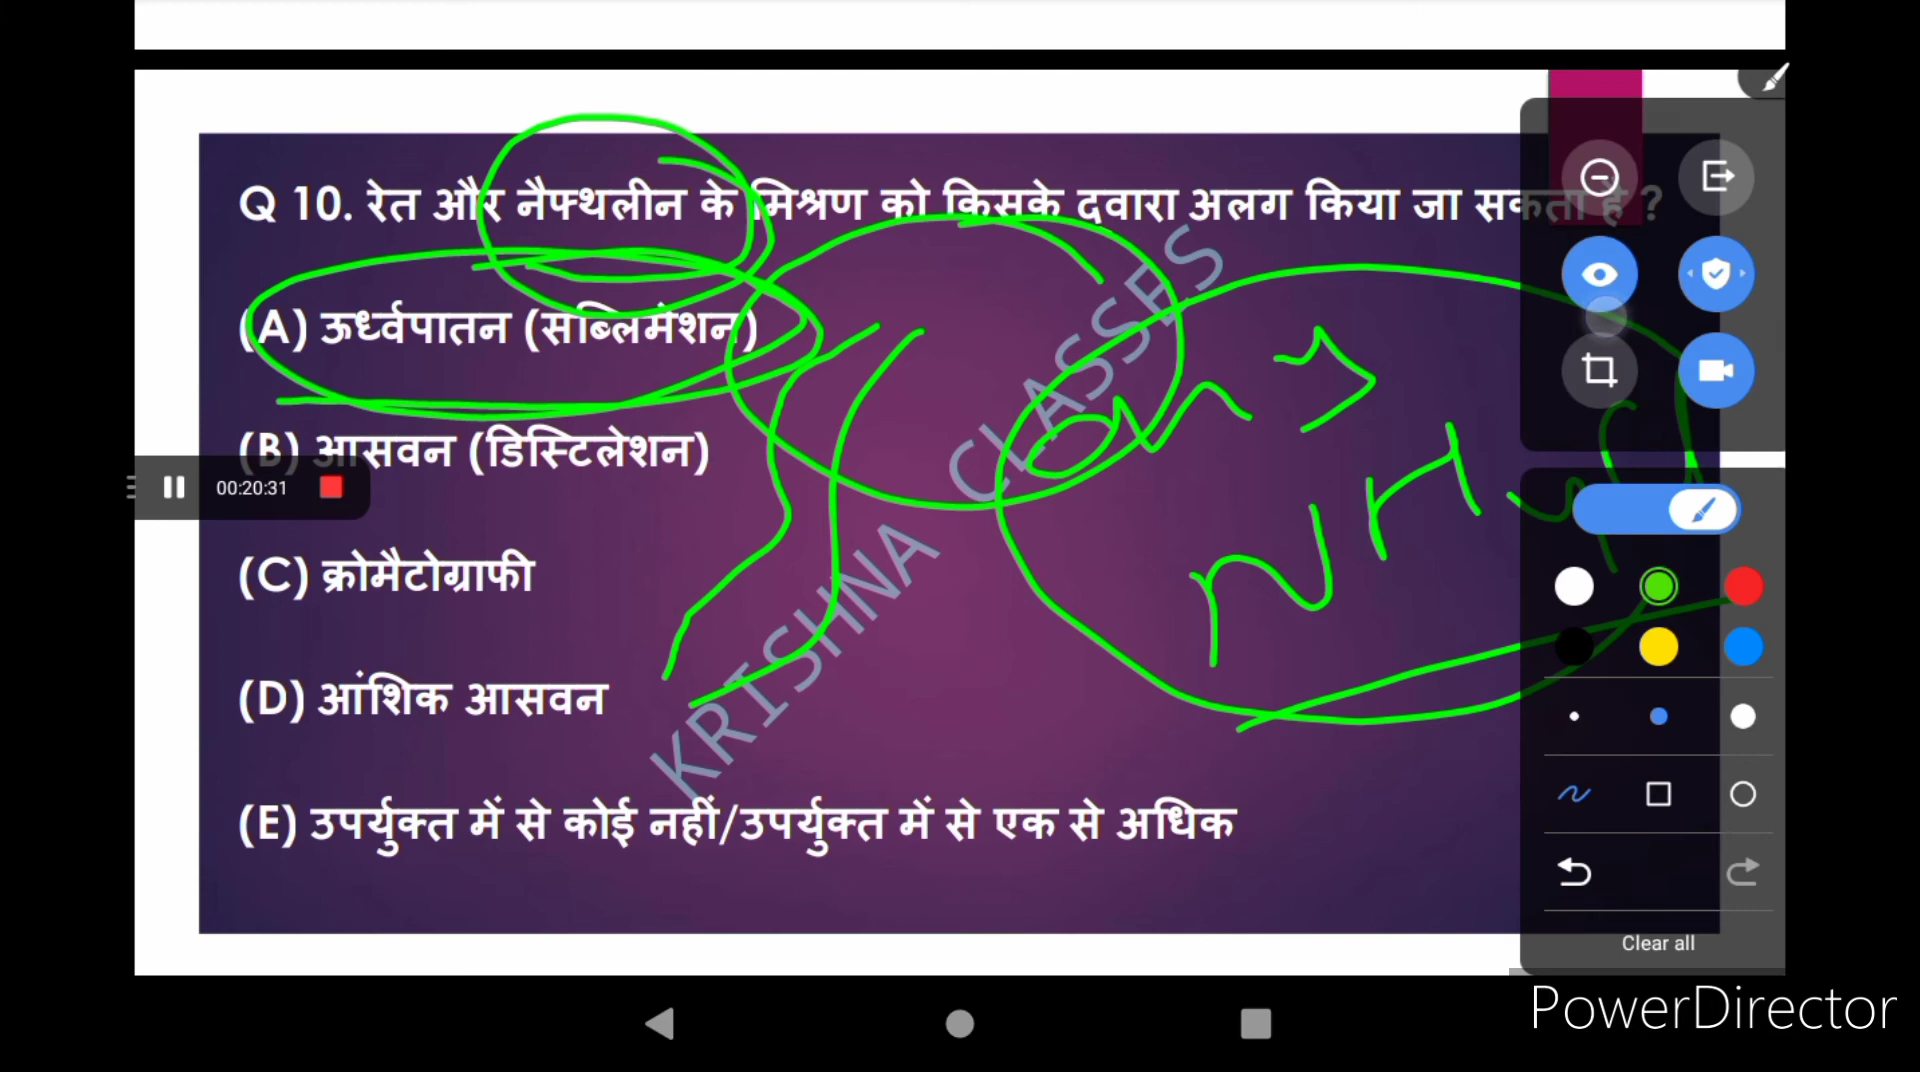 Q 10. रेत और नैफ्थलीन के मिश्रण को किसके दवारा अलग किया जा सकता है ?
(A) ऊर्ध्वपातन (सब्लिमेशन)
(B) आसवन (डिस्टिलेशन)
00:20:31
(C) क्रोमैटोग्राफी
(D) आंशिक आसवन
(E) उपर्युक्त में से कोई नहीं/उपर्युक्त में से एक से अधिक
KRISHNA CLASSES
Clear all
PowerDirector